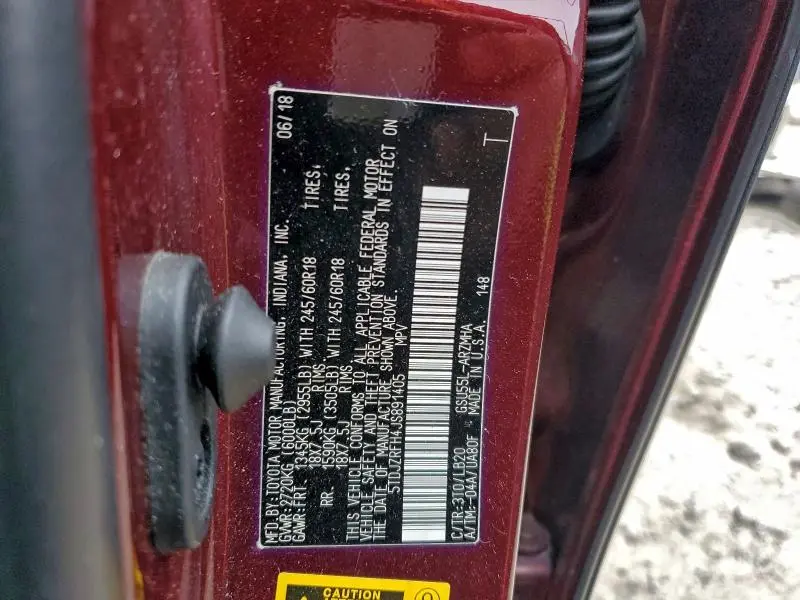 MFD.BY:TOYOTA MOTOR MANUFACTURING, INDIANA, INC. 06/18
GVWR:2720KG (6000LB)
GAWR:FRT 1345KG (2955LB) WITH 245/60R18 TIRES,
18X7.5J RIMS,
RR. 1590KG (3505LB) WITH 245/60R18 TIRES,
18X7.5J RIMS
THIS VEHICLE CONFORMS TO ALL APPLICABLE FEDERAL MOTOR
VEHICLE SAFETY AND THEFT PREVENTION STANDARDS IN EFFECT ON
THE DATE OF MANUFACTURE SHOWN ABOVE.
5TDJZRFHKJS891405 MPV
T
C/TR:3T0/LB20 GSU55L-ARZMHA
A/TM:-04A/UA80F MADE IN U.S.A. 148
CAUTION